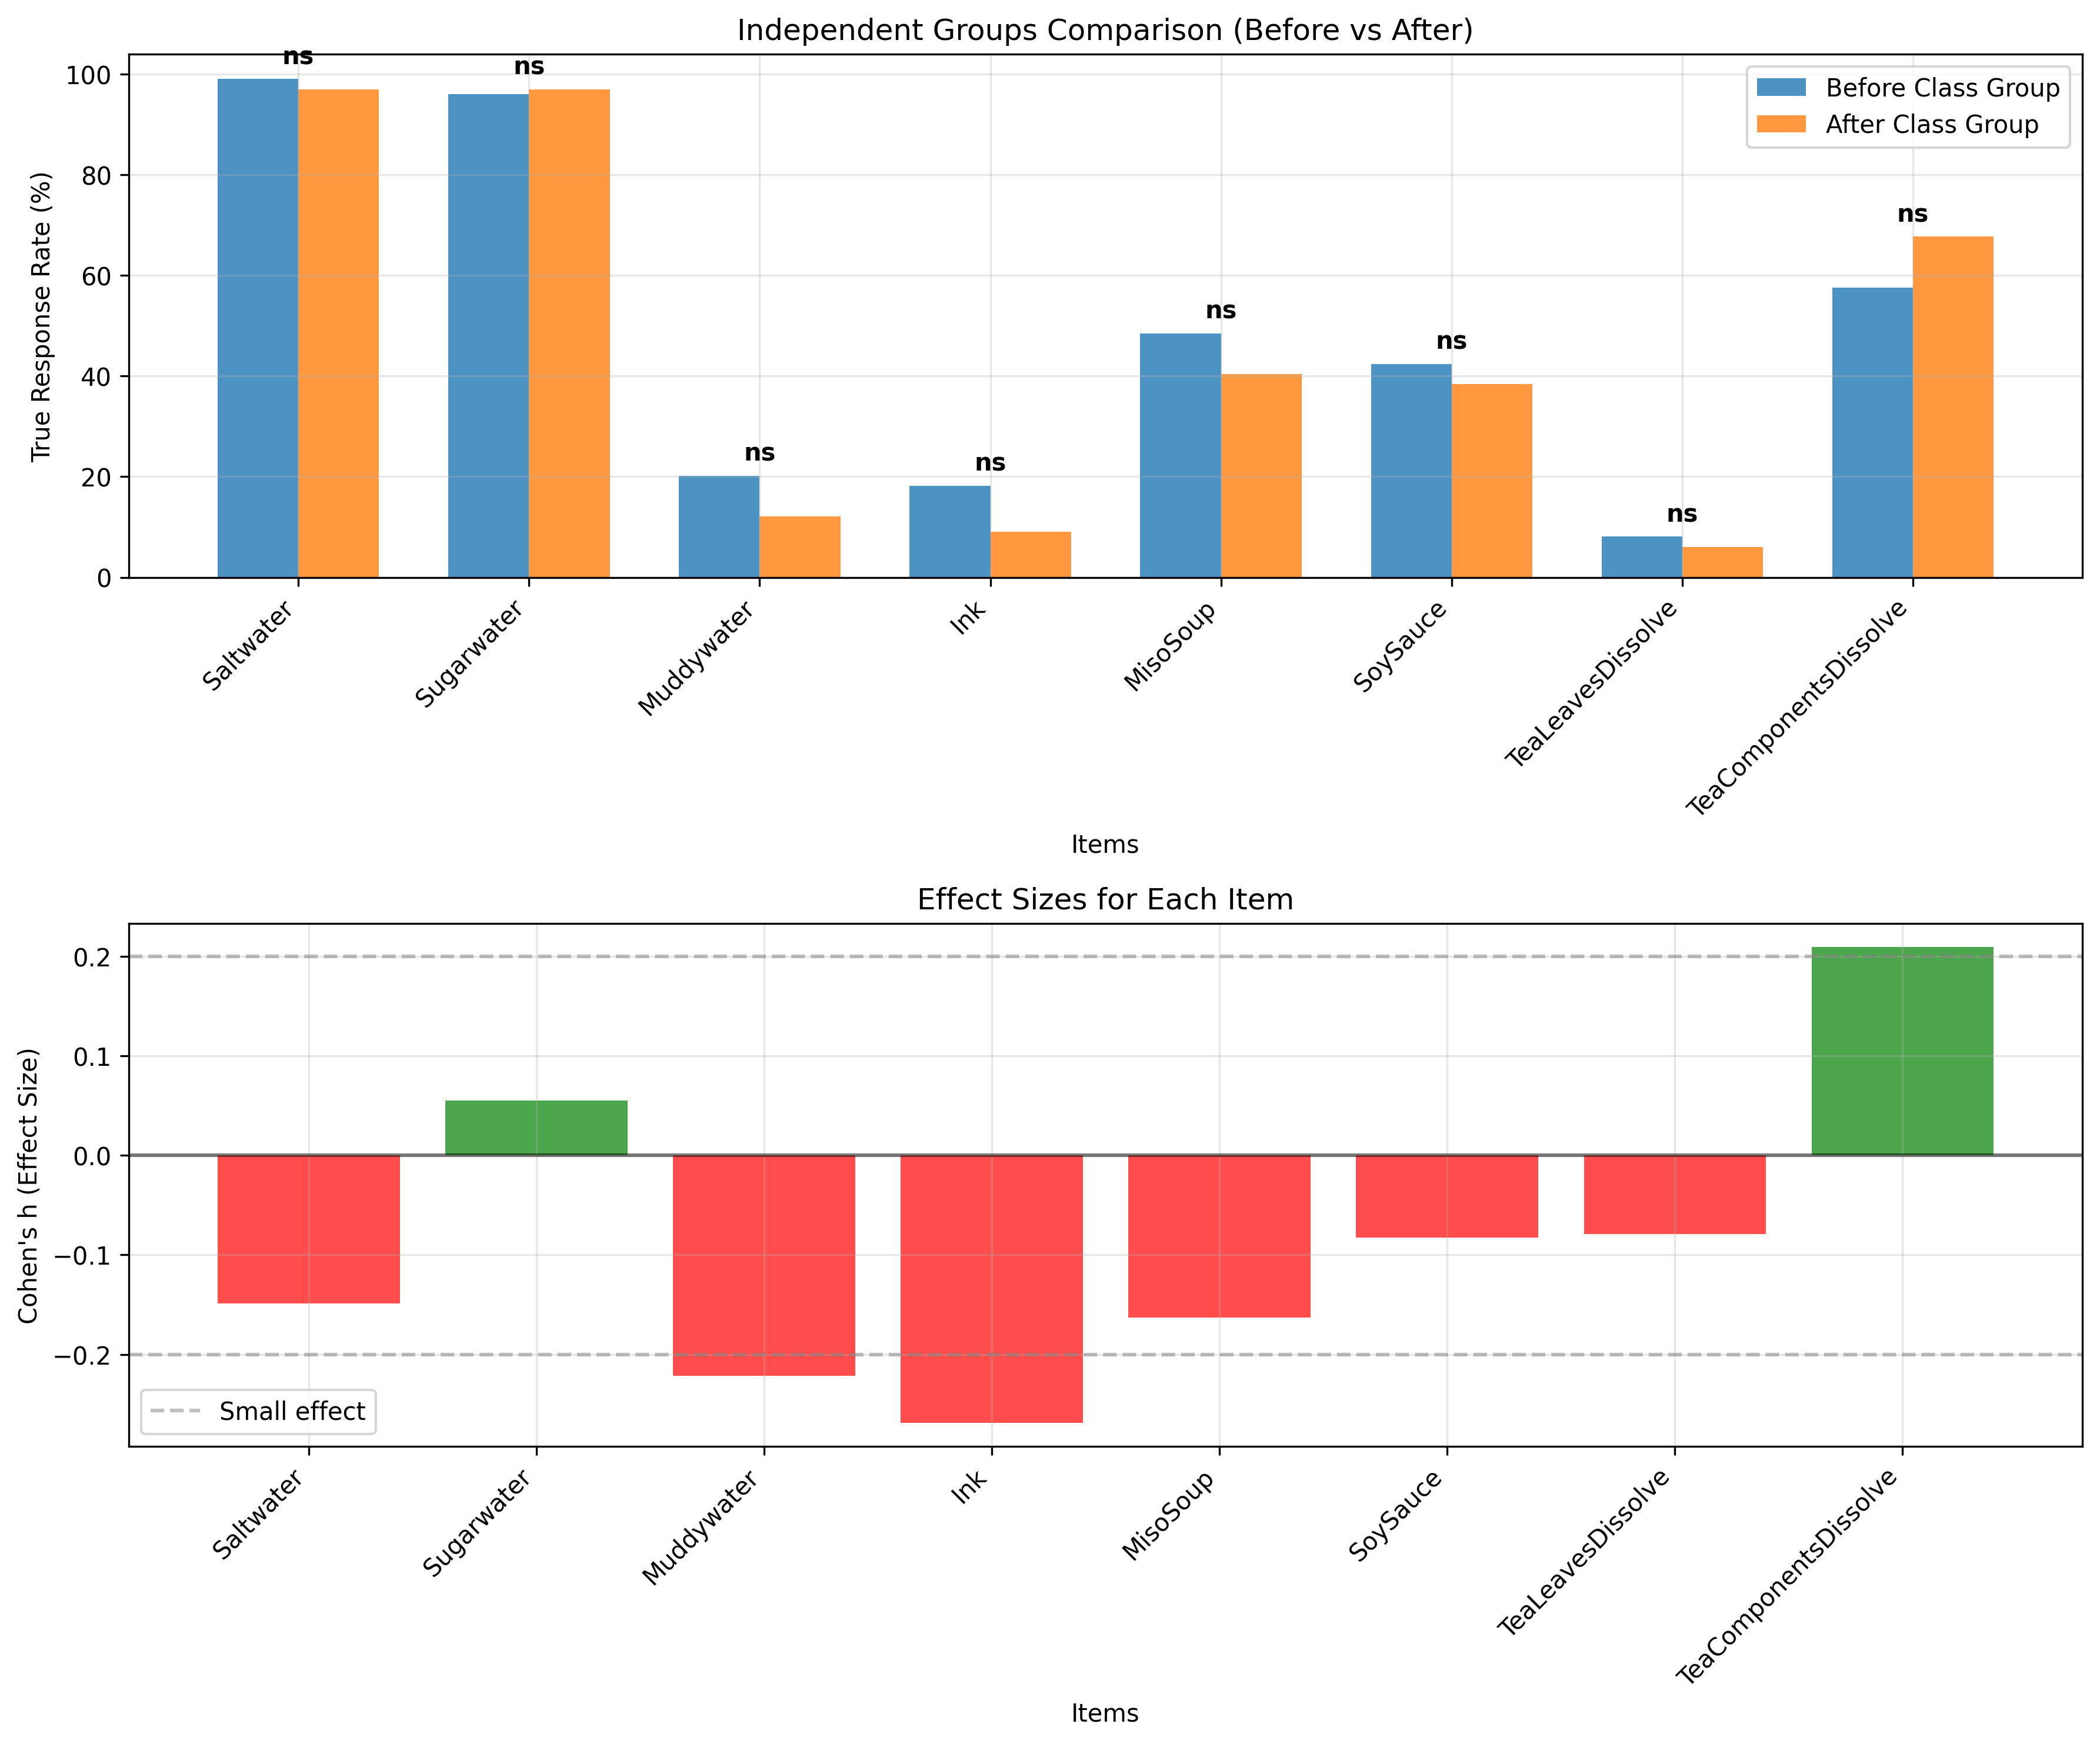 Independent Groups Comparison (Before vs After)
True Response Rate (%)
100
80
60
40
20
0
ns
ns
ns
ns
ns
ns
ns
ns
Before Class Group
After Class Group
Saltwater
Sugarwater
Muddywater
Ink
MisoSoup
SoySauce
TeaLeavesDissolve
TeaComponentsDissolve
Items
Effect Sizes for Each Item
Cohen's h (Effect Size)
0.2
0.1
0.0
−0.1
−0.2
Small effect
Saltwater
Sugarwater
Muddywater
Ink
MisoSoup
SoySauce
TeaLeavesDissolve
TeaComponentsDissolve
Items